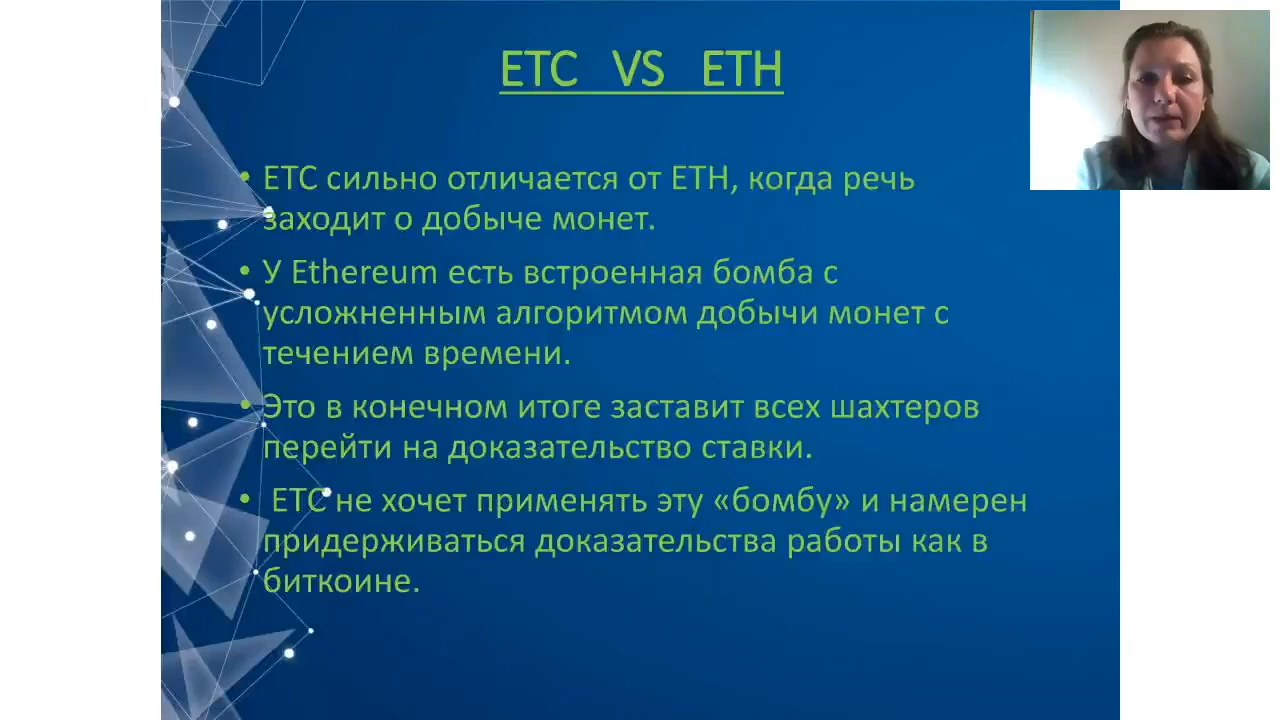 ETC VS ETH
• ETC сильно отличается от ETH, когда речь
заходит о добыче монет.
• У Ethereum есть встроенная бомба с
усложненным алгоритмом добычи монет с
течением времени.
• Это в конечном итоге заставит всех шахтеров
перейти на доказательство ставки.
• ETC не хочет применять эту «бомбу» и намерен
придерживаться доказательства работы как в
биткоине.